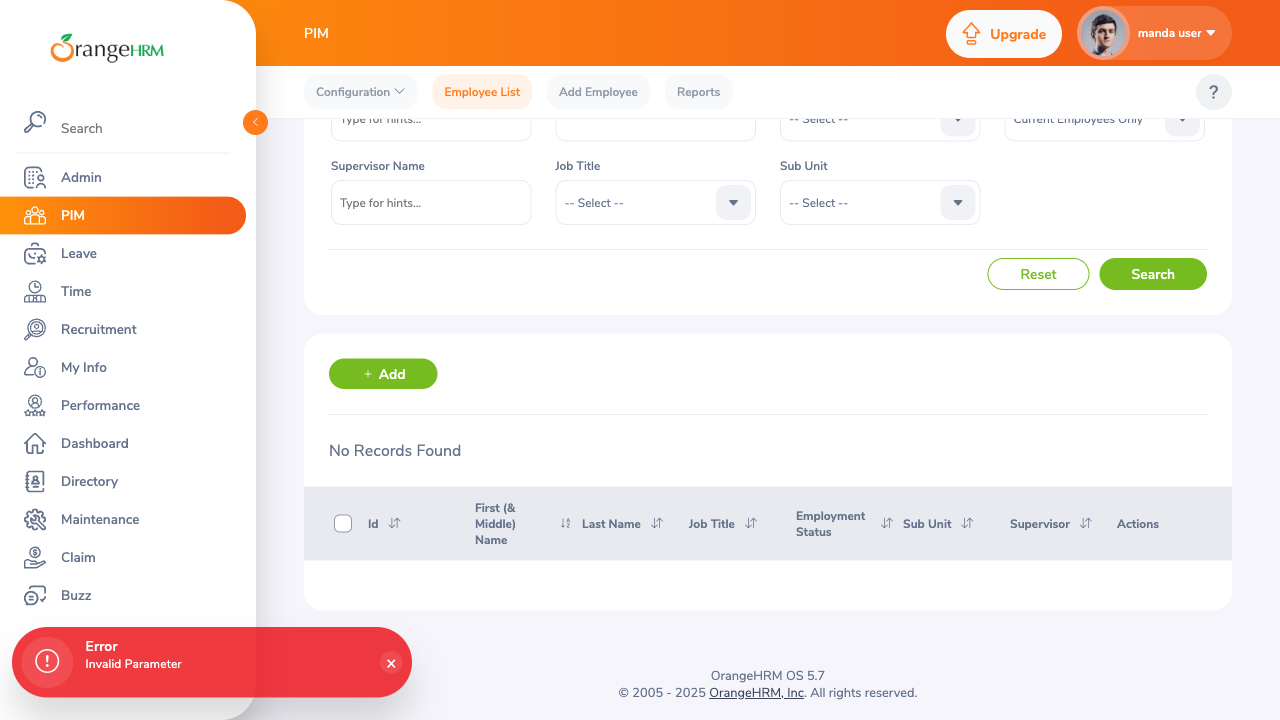 OrangeHRM
Search
Admin
PIM
Leave
Time
Recruitment
My Info
Performance
Dashboard
Directory
Maintenance
Claim
Buzz
PIM
Upgrade
manda user
Configuration
Employee List
Add Employee
Reports
?
Type for hints...
-- Select --
Current Employees Only
Supervisor Name
Job Title
Sub Unit
Type for hints...
-- Select --
-- Select --
Reset
Search
+ Add
No Records Found
Id
First (&
Middle)
Name
Last Name
Job Title
Employment
Status
Sub Unit
Supervisor
Actions
Error
Invalid Parameter
OrangeHRM OS 5.7
© 2005 - 2025 OrangeHRM, Inc. All rights reserved.